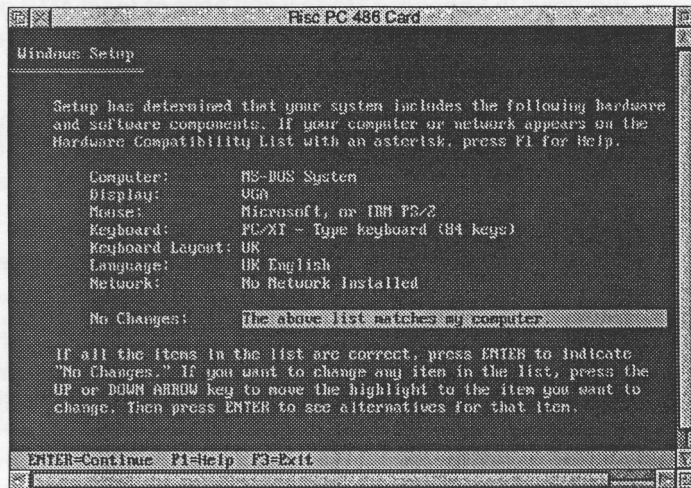 Risc PC 486 Card
Windows Setup
Setup has determined that your system includes the following hardware
and software components. If your computer or network appears on the
Hardware Compatibility List with an asterisk, press F1 for Help.
Computer: MS-DOS System
Display: VGA
Mouse: Microsoft, or IBM PS/2
Keyboard: PC/XT - Type keyboard (84 keys)
Keyboard Layout: UK
Language: UK English
Network: No Network Installed
No Changes: The above list matches my computer
If all the items in the list are correct, press ENTER to indicate
"No Changes." If you want to change any item in the list, press the
UP or DOWN ARROW key to move the highlight to the item you want to
change. Then press ENTER to see alternatives for that item.
ENTER=Continue F1=Help F3=Exit